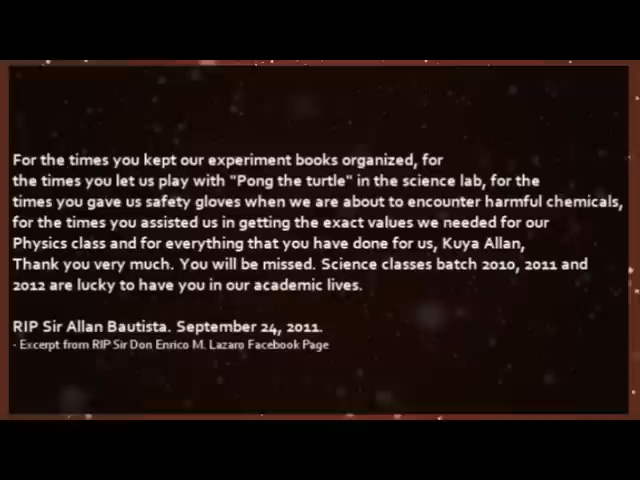 For the times you kept our experiment books organized, for
the times you let us play with "Pong the turtle" in the science lab, for the
times you gave us safety gloves when we are about to encounter harmful chemicals,
for the times you assisted us in getting the exact values we needed for our
Physics class and for everything that you have done for us, Kuya Allan,
Thank you very much. You will be missed. Science classes batch 2010, 2011 and
2012 are lucky to have you in our academic lives.
RIP Sir Allan Bautista. September 24, 2011.
- Excerpt from RIP Sir Don Enrico M. Lazaro Facebook Page